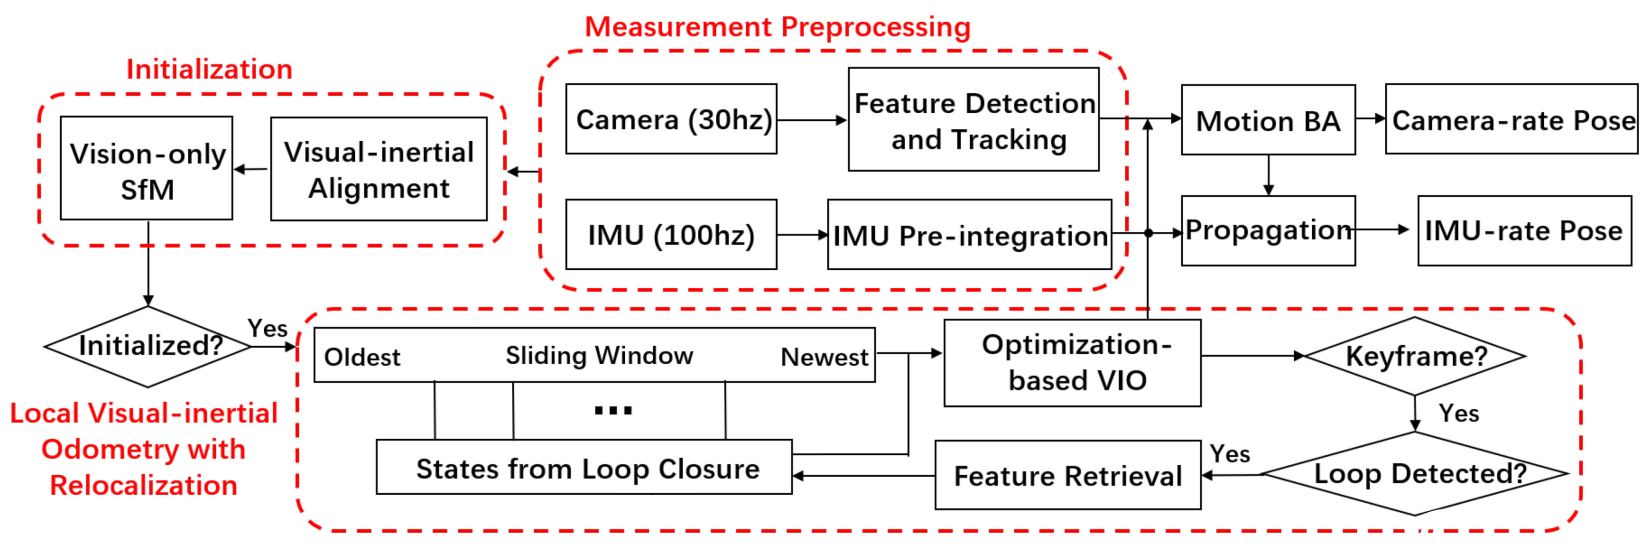 Measurement Preprocessing
Initialization
Camera (30hz)
Feature Detection
and Tracking
Motion BA
Camera-rate Pose
Vision-only
SfM
Visual-inertial
Alignment
IMU (100hz)
IMU Pre-integration
Propagation
IMU-rate Pose
Initialized?
Yes
Oldest
Sliding Window
Newest
Optimization-
based VIO
Keyframe?
Yes
Local Visual-inertial
Odometry with
Relocalization
...
States from Loop Closure
Feature Retrieval
Yes
Loop Detected?